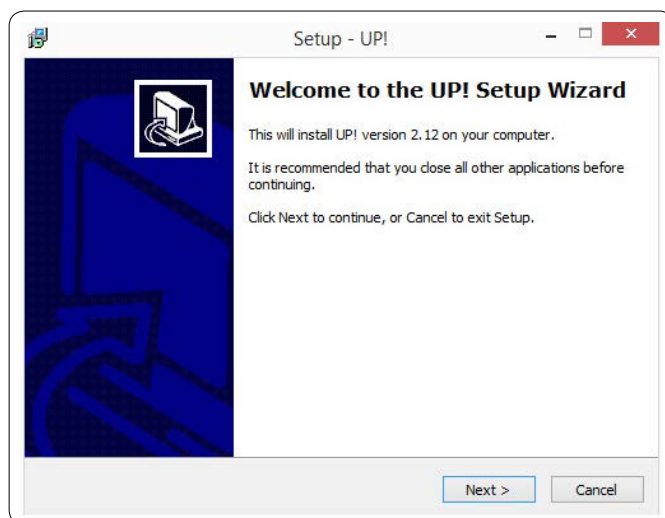 Setup - UP!
Welcome to the UP! Setup Wizard
This will install UP! version 2.12 on your computer.
It is recommended that you close all other applications before
continuing.
Click Next to continue, or Cancel to exit Setup.
Next >
Cancel